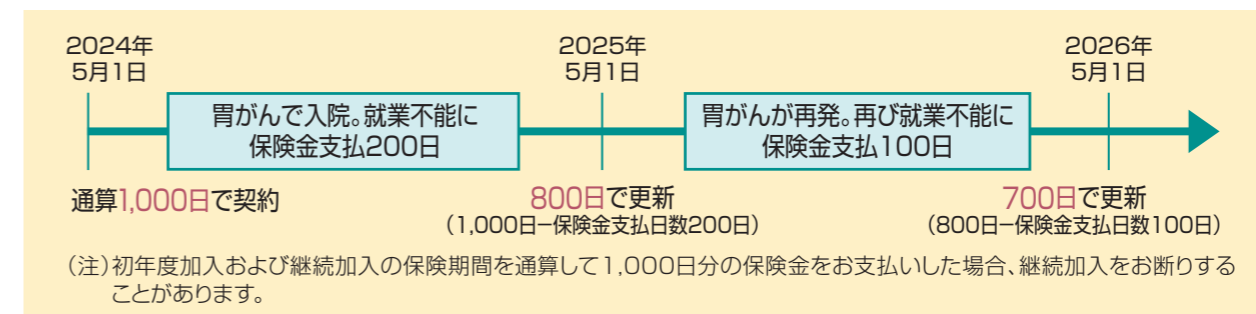 2024年
5月1日
2025年
5月1日
2026年
5月1日
胃がんで入院。就業不能に
保険金支払200日
胃がんが再発。再び就業不能に
保険金支払100日
通算1,000日で契約
800日で更新
（1,000日−保険金支払日数200日）
700日で更新
（800日−保険金支払日数100日）
（注）初年度加入および継続加入の保険期間を通算して1,000日分の保険金をお支払いした場合、継続加入をお断りする
ことがあります。